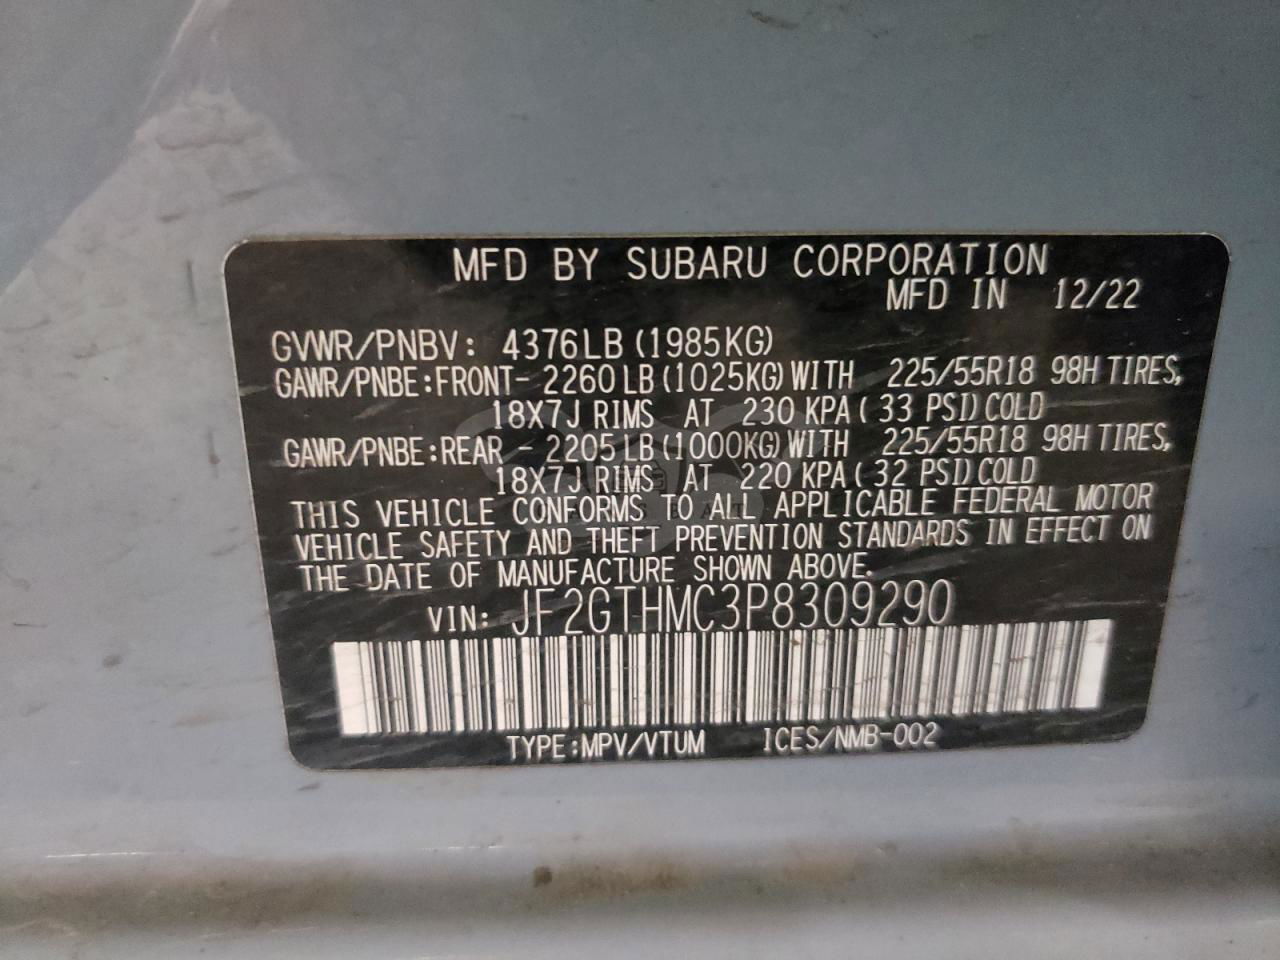 MFD BY SUBARU CORPORATION
MFD IN 12/22
GVWR/PNBV: 4376LB (1985KG)
GAWR/PNBE:FRONT- 2260 LB (1025KG) WITH 225/55R18 98H TIRES,
18X7J RIMS AT 230 KPA ( 33 PSI) COLD
GAWR/PNBE:REAR - 2205 LB (1000KG) WITH 225/55R18 98H TIRES,
18X7J RIMS AT 220 KPA ( 32 PSI) COLD
THIS VEHICLE CONFORMS TO ALL APPLICABLE FEDERAL MOTOR
VEHICLE SAFETY AND THEFT PREVENTION STANDARDS IN EFFECT ON
THE DATE OF MANUFACTURE SHOWN ABOVE.
VIN: JF2GTHMC3P8309290
TYPE:MPV/VTUM ICES/NMB-002